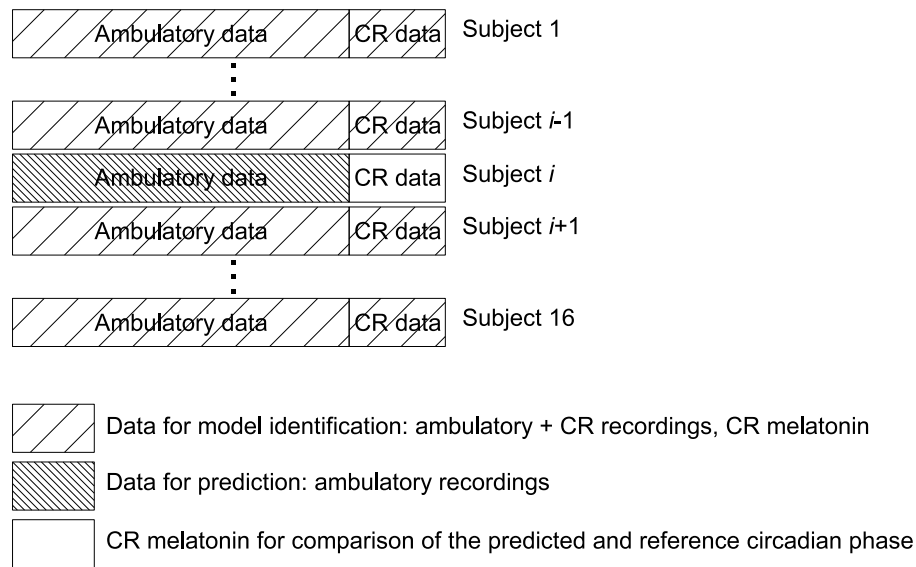 Ambulatory data CR data Subject 1
Ambulatory data CR data Subject i-1
Ambulatory data CR data Subject i
Ambulatory data CR data Subject i+1
Ambulatory data CR data Subject 16
Data for model identification: ambulatory + CR recordings, CR melatonin
Data for prediction: ambulatory recordings
CR melatonin for comparison of the predicted and reference circadian phase